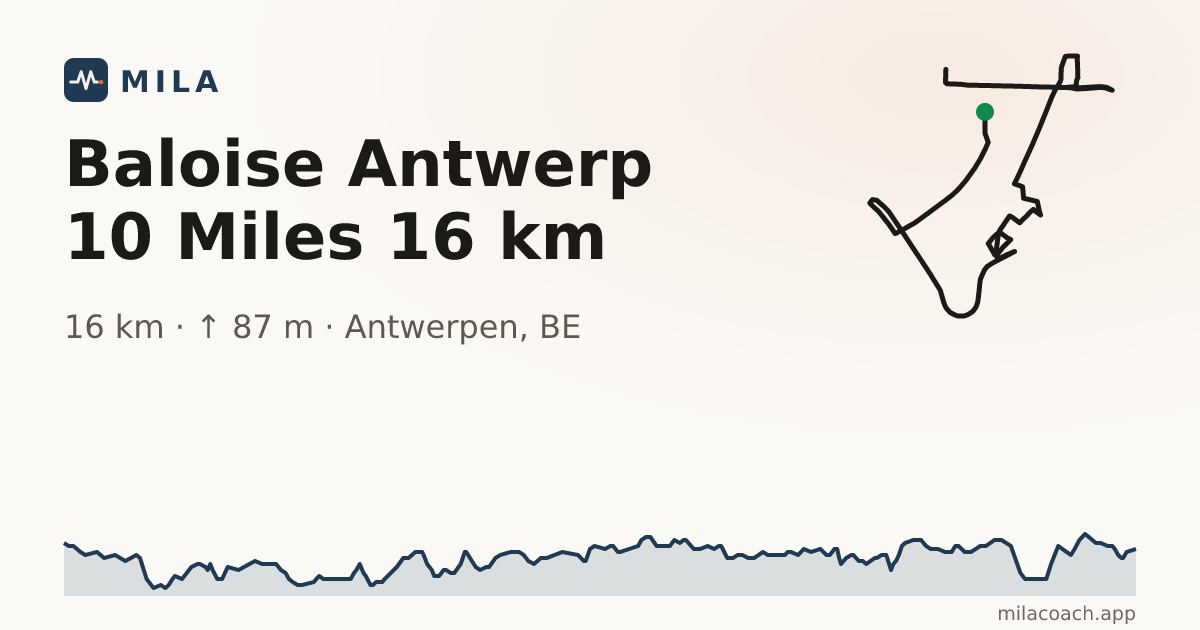 MILA
Baloise Antwerp
10 Miles 16 km
16 km · ↑ 87 m · Antwerpen, BE
milacoach.app